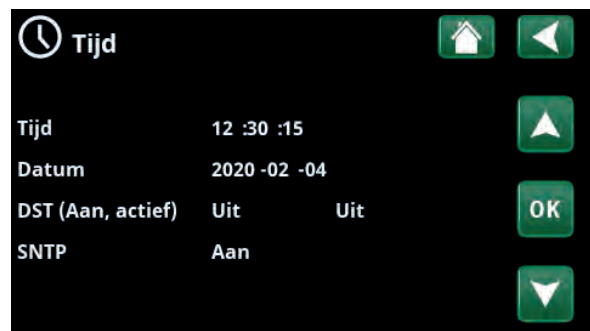 Tijd
Tijd 12 :30 :15
Datum 2020 -02 -04
DST (Aan, actief) Uit Uit
OK
SNTP Aan